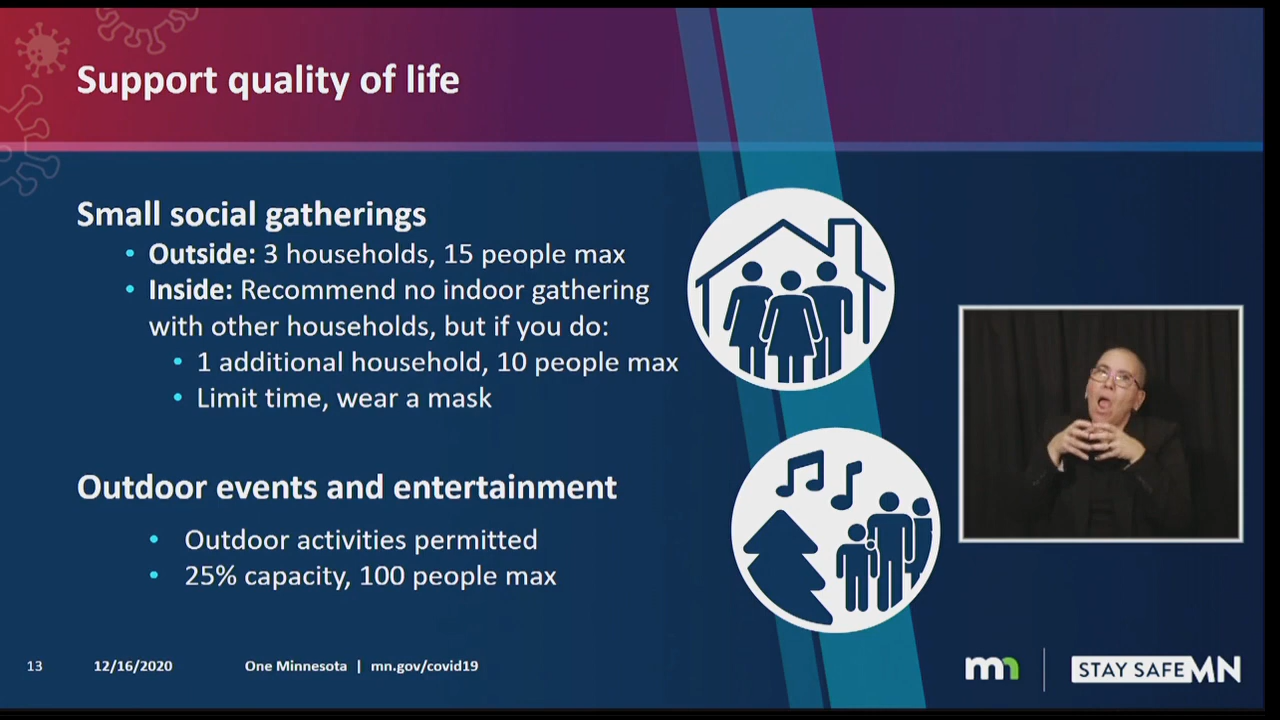 Support quality of life
Small social gatherings
• Outside: 3 households, 15 people max
• Inside: Recommend no indoor gathering
with other households, but if you do:
• 1 additional household, 10 people max
• Limit time, wear a mask
Outdoor events and entertainment
• Outdoor activities permitted
• 25% capacity, 100 people max
13 12/16/2020 One Minnesota | mn.gov/covid19
mn STAY SAFE MN